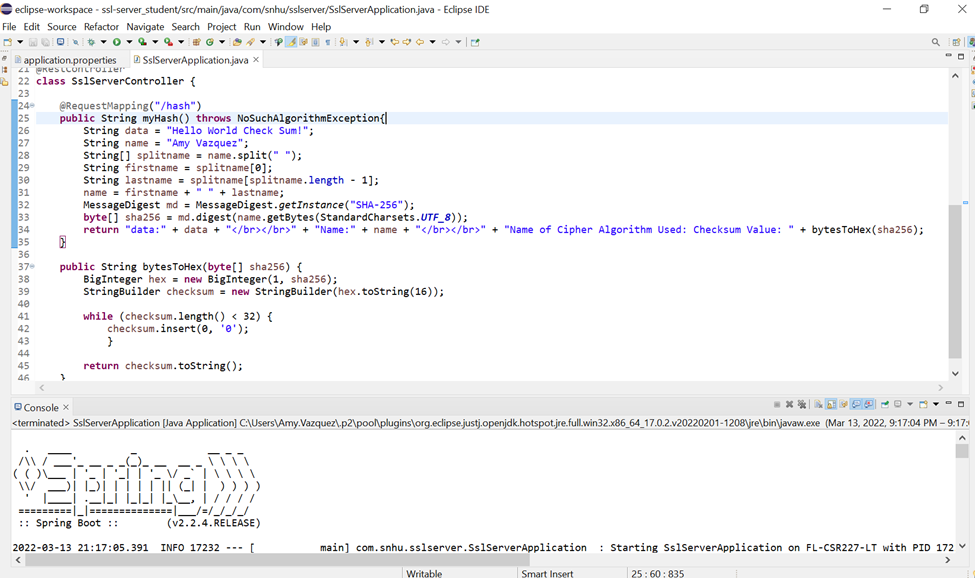 eclipse-workspace - ssl-server_student/src/main/java/com/snhu/sslserver/SslServerApplication.java - Eclipse IDE
File Edit Source Refactor Navigate Search Project Run Window Help
application.properties SslServerApplication.java
21 @RestController
22 class SslServerController {
23
24 @RequestMapping("/hash")
25 public String myHash() throws NoSuchAlgorithmException{
26 String data = "Hello World Check Sum!";
27 String name = "Amy Vazquez";
28 String[] splitname = name.split(" ");
29 String firstname = splitname[0];
30 String lastname = splitname[splitname.length - 1];
31 name = firstname + " " + lastname;
32 MessageDigest md = MessageDigest.getInstance("SHA-256");
33 byte[] sha256 = md.digest(name.getBytes(StandardCharsets.UTF_8));
34 return "data:" + data + "</br></br>" + "Name:" + name + "</br></br>" + "Name of Cipher Algorithm Used: Checksum Value: " + bytesToHex(sha256);
35 }
36
37 public String bytesToHex(byte[] sha256) {
38 BigInteger hex = new BigInteger(1, sha256);
39 StringBuilder checksum = new StringBuilder(hex.toString(16));
40
41 while (checksum.length() < 32) {
42 checksum.insert(0, '0');
43 }
44
45 return checksum.toString();
46 }
Console
<terminated> SslServerApplication [Java Application] C:\Users\Amy.Vazquez\.p2\pool\plugins\org.eclipse.justj.openjdk.hotspot.jre.full.win32.x86_64_17.0.2.v20220201-1208\jre\bin\javaw.exe (Mar 13, 2022, 9:17:04 PM – 9:17:0
Spring
:: Spring Boot :: (v2.2.4.RELEASE)
2022-03-13 21:17:05.391 INFO 17232 --- [ main] com.snhu.sslserver.SslServerApplication : Starting SslServerApplication on FL-CSR227-LT with PID 172
Writable Smart Insert 25 : 60 : 835